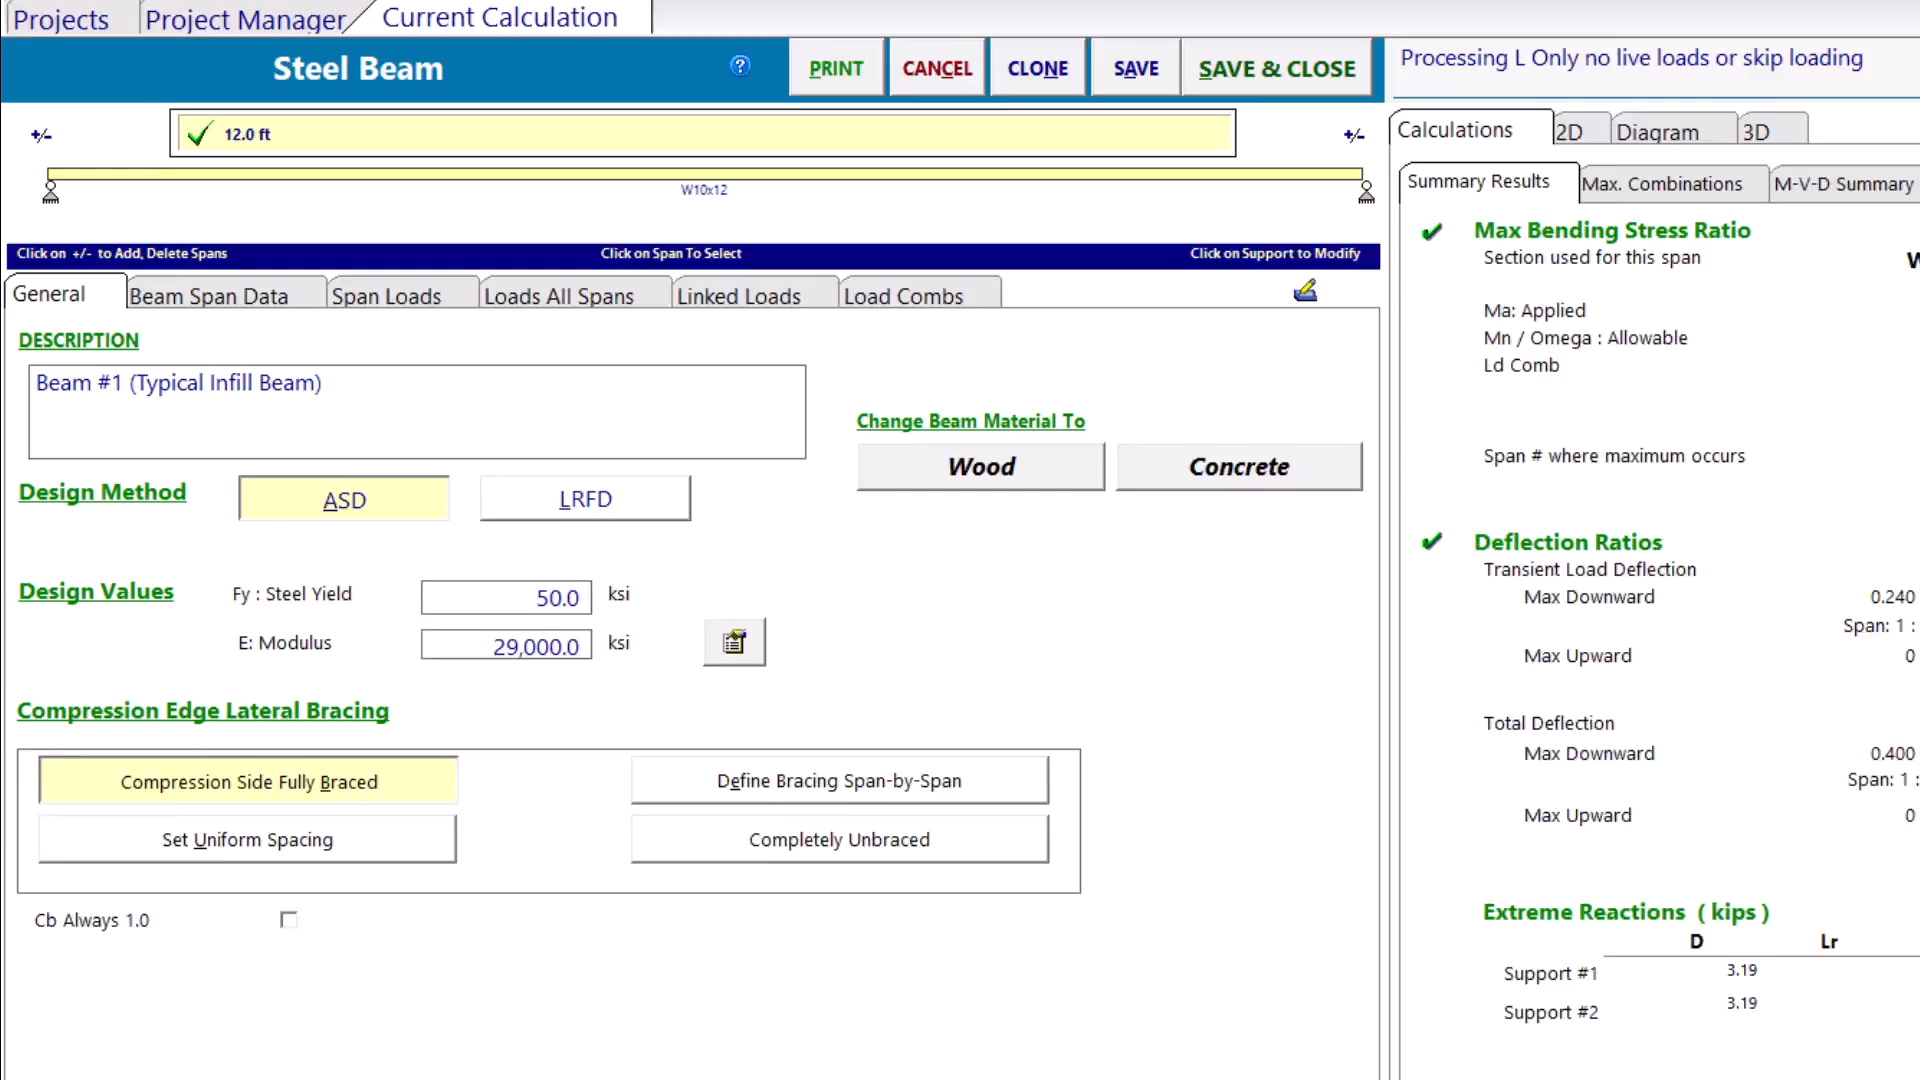 Projects
Project Manager
Current Calculation
Steel Beam
?
PRINT
CANCEL
CLONE
SAVE
SAVE & CLOSE
Processing L Only no live loads or skip loading
+/-
12.0 ft
+/-
W10x12
Click on +/- to Add, Delete Spans
Click on Span To Select
Click on Support to Modify
General
Beam Span Data
Span Loads
Loads All Spans
Linked Loads
Load Combs
DESCRIPTION
Beam #1 (Typical Infill Beam)
Change Beam Material To
Wood
Concrete
Design Method
ASD
LRFD
Design Values
Fy : Steel Yield
50.0
ksi
E: Modulus
29,000.0
ksi
Compression Edge Lateral Bracing
Compression Side Fully Braced
Define Bracing Span-by-Span
Set Uniform Spacing
Completely Unbraced
Cb Always 1.0
Calculations
2D
Diagram
3D
Summary Results
Max. Combinations
M-V-D Summary
Max Bending Stress Ratio
Section used for this span
Ma: Applied
Mn / Omega : Allowable
Ld Comb
Span # where maximum occurs
Deflection Ratios
Transient Load Deflection
Max Downward
0.240
Span: 1 :
Max Upward
0
Total Deflection
Max Downward
0.400
Span: 1 :
Max Upward
0
Extreme Reactions ( kips )
D
Lr
Support #1
3.19
Support #2
3.19